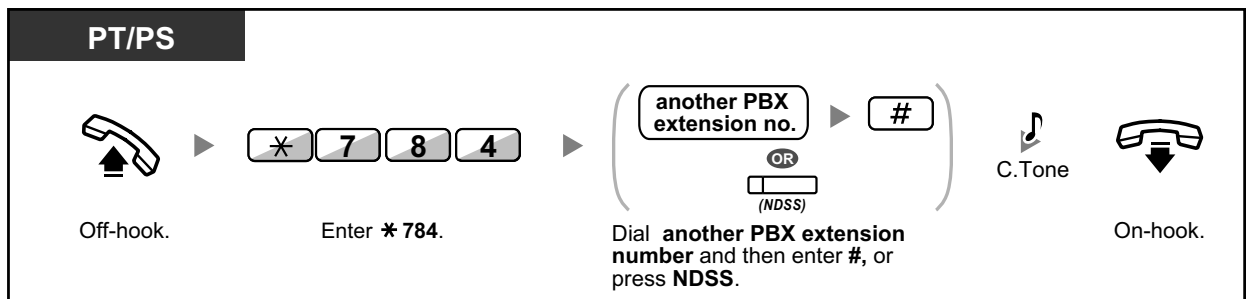 PT/PS
another PBX
extension no.
#
* 7 8 4
OR
(NDSS)
C.Tone
Off-hook.
Enter * 784.
Dial another PBX extension
number and then enter #, or
press NDSS.
On-hook.